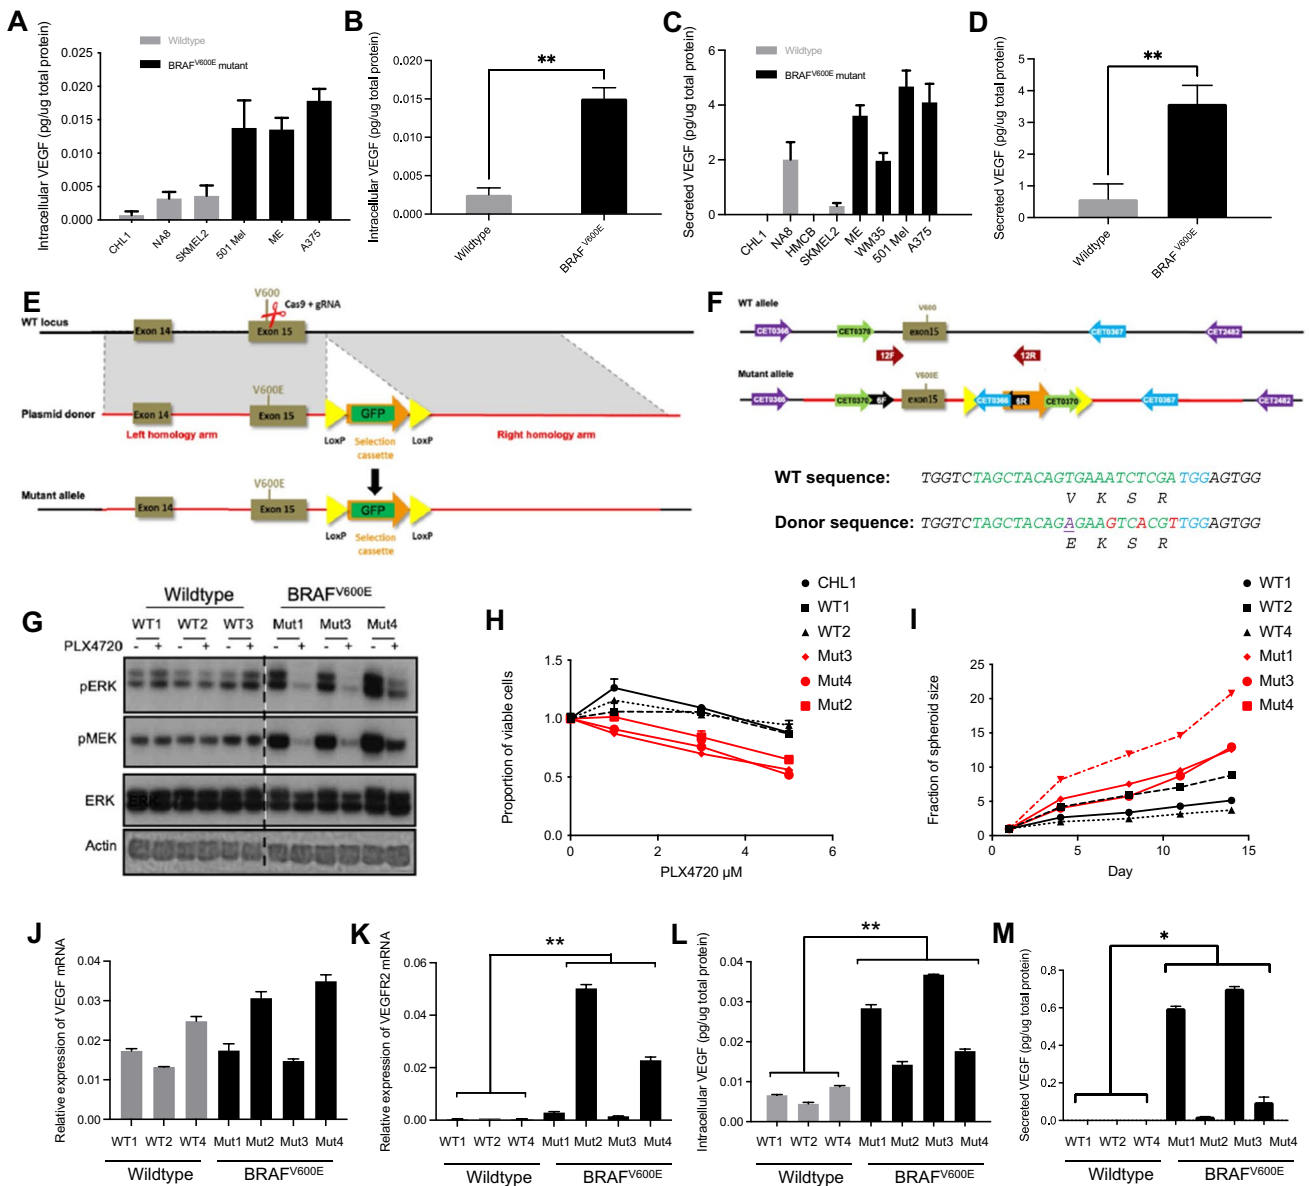 A
Intracellular VEGF (pg/ug total protein)
0.025
0.020
0.015
0.010
0.005
0.000
Wildtype
BRAFV600E mutant
CHL1
NA8
SKMEL2
501 Mel
ME
A375
B
Intracellular VEGF (pg/ug total protein)
0.020
0.015
0.010
0.005
0.000
**
Wildtype
BRAF V600E
C
Secreted VEGF (pg/ug total protein)
6
4
2
0
Wildtype
BRAFV600E mutant
CHL1
NA8
HMCB
SKMEL2
ME
WM35
501 Mel
A375
D
Secreted VEGF (pg/ug total protein)
5
4
3
2
1
0
**
Wildtype
BRAF V600E
E
V600
Cas9 + gRNA
WT locus
Exon 14
Exon 15
V600E
Plasmid donor
Exon 14
Exon 15
GFP
Left homology arm
LoxP
Selection cassette
LoxP
Right homology arm
V600E
Mutant allele
Exon 14
Exon 15
GFP
LoxP
Selection cassette
LoxP
F
WT allele
V600
CET0366
CET0370
exon15
CET0367
CET2482
12F
12R
Mutant allele
V600E
CET0366
CET0370
6F
exon15
CET0366
6R
CET0370
CET0367
CET2482
WT sequence: TGGTCTAGCTACAGTGAAATCTCGATGGAGTGG
V K S R
Donor sequence: TGGTCTAGCTACAGAGAAGTCACGTTGGAGTGG
E K S R
G
Wildtype BRAFV600E
WT1 WT2 WT3 Mut1 Mut3 Mut4
PLX4720 - + - + - + - + - + - +
pERK
pMEK
ERK
ERK
Actin
H
Proportion of viable cells
1.5
1.0
0.5
0.0
0 2 4 6
PLX4720 µM
CHL1
WT1
WT2
Mut3
Mut4
Mut2
I
Fraction of spheroid size
25
20
15
10
5
0
0 5 10 15
Day
WT1
WT2
WT4
Mut1
Mut3
Mut4
J
Relative expression of VEGF mRNA
0.04
0.03
0.02
0.01
0.00
WT1 WT2 WT4 Mut1 Mut2 Mut3 Mut4
Wildtype BRAFV600E
K
Relative expression of VEGFR2 mRNA
0.06
0.04
0.02
0.00
**
WT1 WT2 WT4 Mut1 Mut2 Mut3 Mut4
Wildtype BRAFV600E
L
Intracellular VEGF (pg/ug total protein)
0.04
0.03
0.02
0.01
0.00
**
WT1 WT2 WT4 Mut1 Mut2 Mut3 Mut4
Wildtype BRAFV600E
M
Secreted VEGF (pg/ug total protein)
0.8
0.6
0.4
0.2
0.0
*
WT1 WT2 WT4 Mut1 Mut2 Mut3 Mut4
Wildtype BRAFV600E